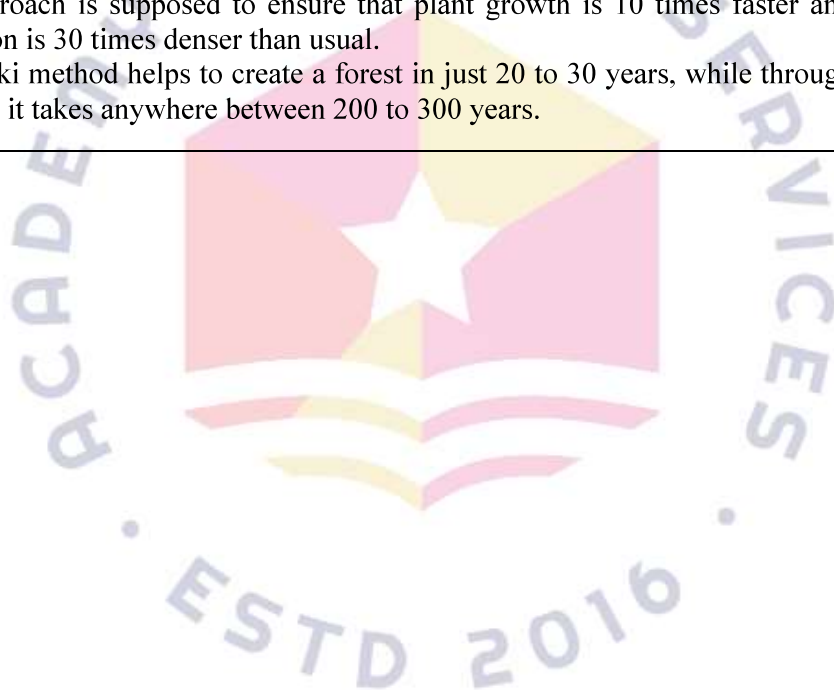 roach is supposed to ensure that plant growth is 10 times faster an
on is 30 times denser than usual.
ki method helps to create a forest in just 20 to 30 years, while throug
it takes anywhere between 200 to 300 years.
ACADEMY
SERVICES
ESTD 2016